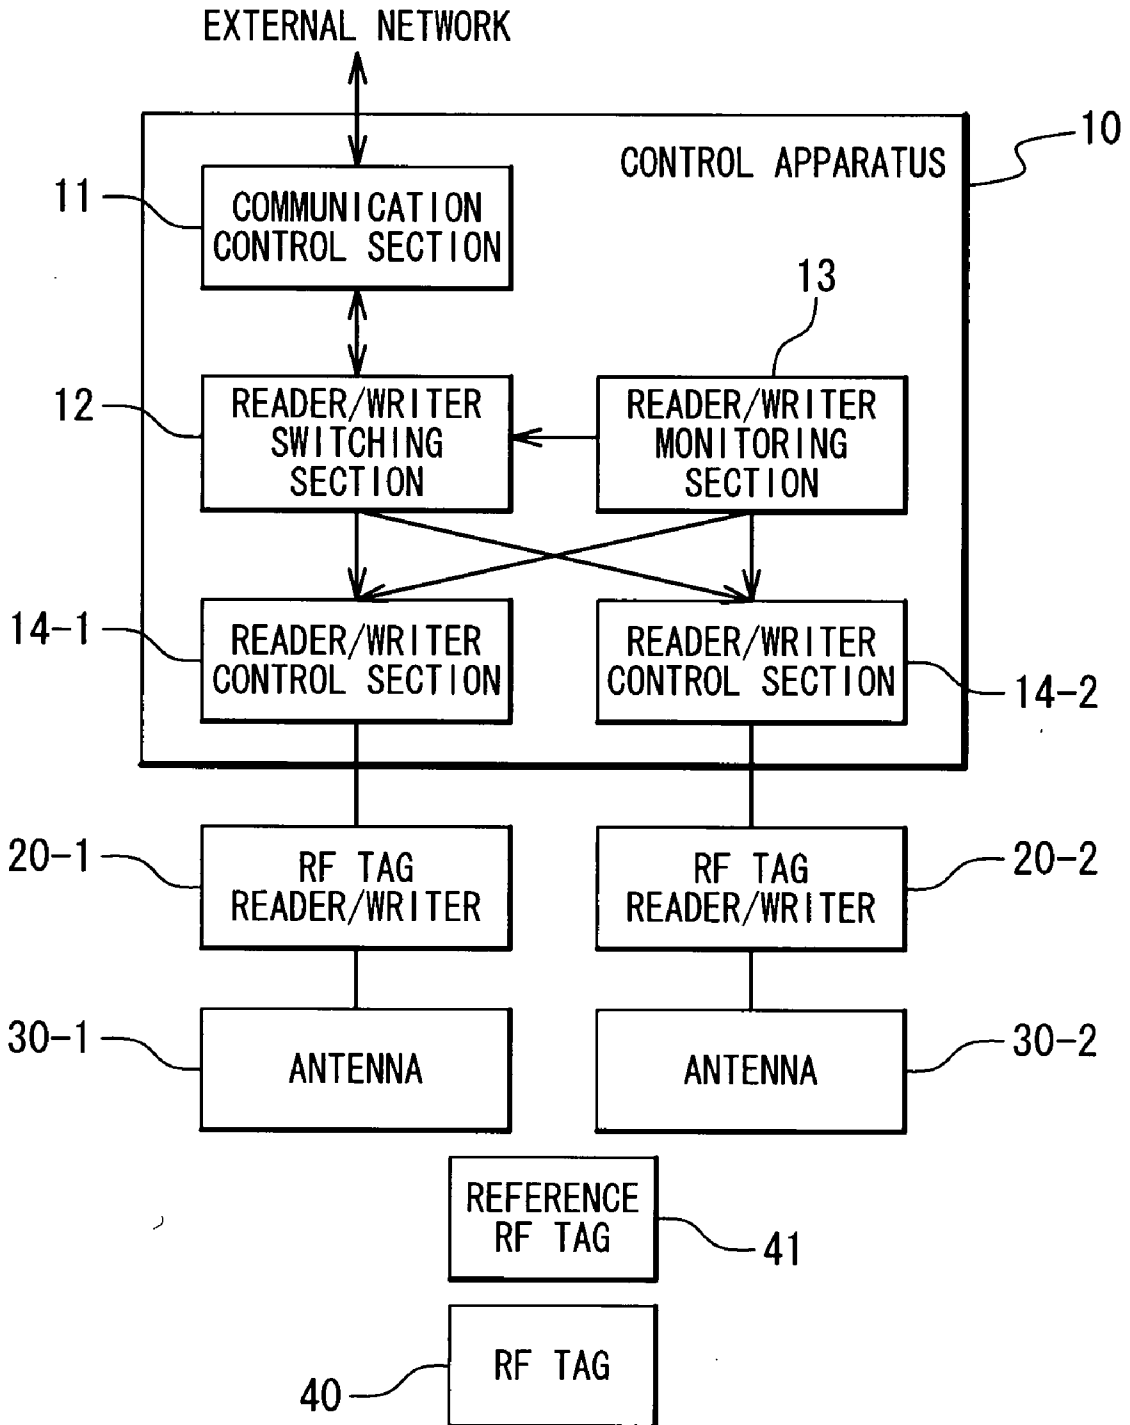 EXTERNAL NETWORK
10
CONTROL APPARATUS
11
COMMUNICATION
CONTROL SECTION
13
12
READER/WRITER
SWITCHING
SECTION
READER/WRITER
MONITORING
SECTION
14-1
READER/WRITER
CONTROL SECTION
READER/WRITER
CONTROL SECTION
14-2
20-1
RF TAG
READER/WRITER
RF TAG
READER/WRITER
20-2
30-1
ANTENNA
ANTENNA
30-2
REFERENCE
RF TAG
41
RF TAG
40